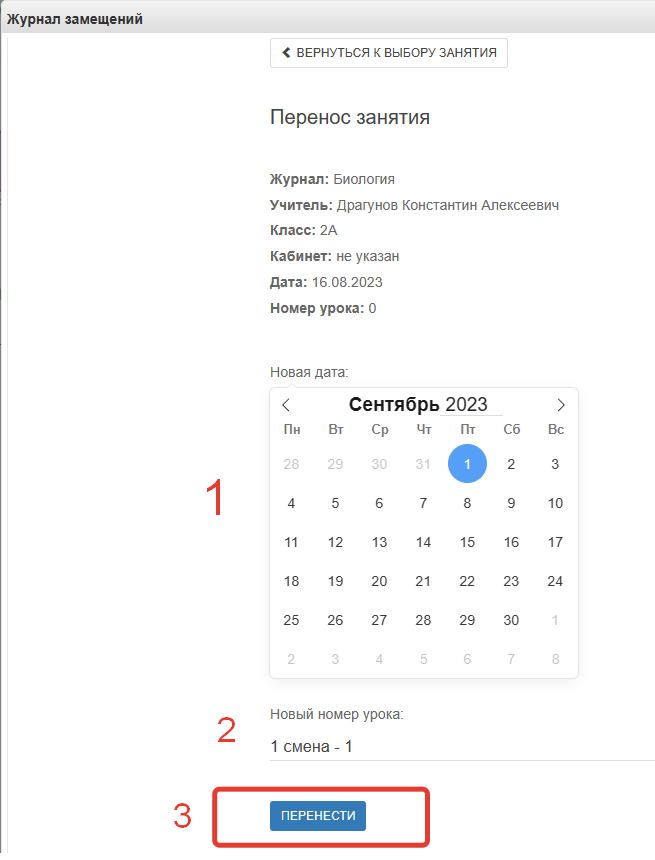 Журнал замещений
ВЕРНУТЬСЯ К ВЫБОРУ ЗАНЯТИЯ
Перенос занятия
Журнал: Биология
Учитель: Драгунов Константин Алексеевич
Класс: 2А
Кабинет: не указан
Дата: 16.08.2023
Номер урока: 0
Новая дата:
Сентябрь 2023
Пн Вт Ср Чт Пт Сб Вс
28 29 30 31 1 2 3
1
4 5 6 7 8 9 10
11 12 13 14 15 16 17
18 19 20 21 22 23 24
25 26 27 28 29 30 1
2 3 4 5 6 7 8
Новый номер урока:
2
1 смена - 1
3
ПЕРЕНЕСТИ